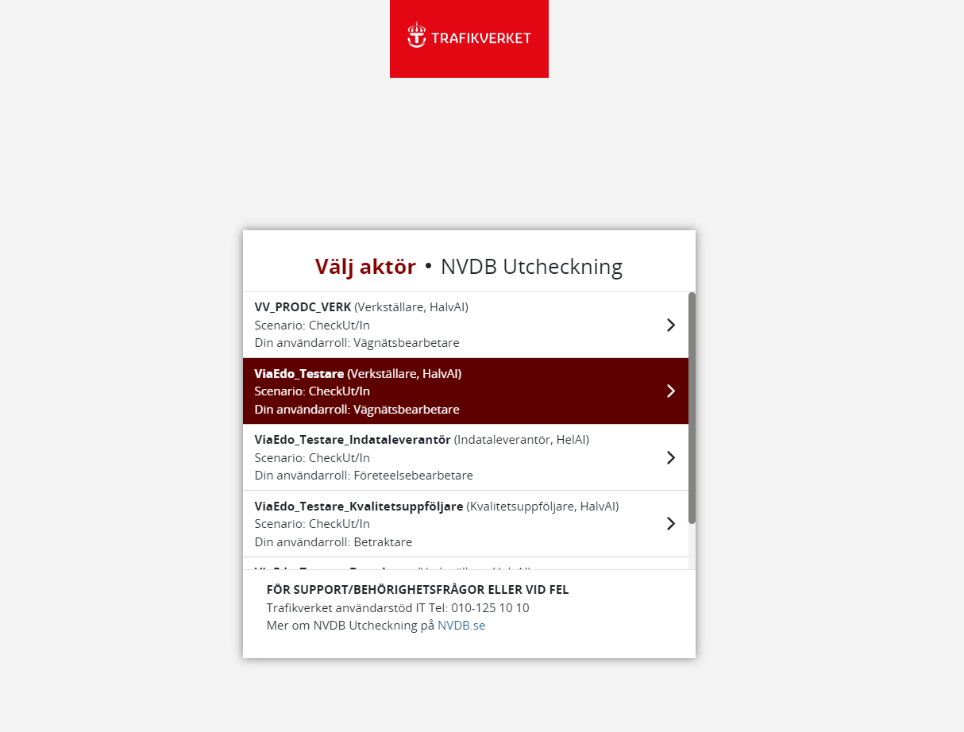 TRAFIKVERKET
Välj aktör • NVDB Utcheckning
VV_PRODC_VERK (Verkställare, HalvAI)
Scenario: CheckUt/In
Din användarroll: Vägnätsbearbetare
ViaEdo_Testare (Verkställare, HalvAI)
Scenario: CheckUt/In
Din användarroll: Vägnätsbearbetare
ViaEdo_Testare_Indataleverantör (Indataleverantör, HelAI)
Scenario: CheckUt/In
Din användarroll: Företeelsebearbetare
ViaEdo_Testare_Kvalitetsuppföljare (Kvalitetsuppföljare, HalvAI)
Scenario: CheckUt/In
Din användarroll: Betraktare
FÖR SUPPORT/BEHÖRIGHETSFRÅGOR ELLER VID FEL
Trafikverket användarstöd IT Tel: 010-125 10 10
Mer om NVDB Utcheckning på NVDB.se